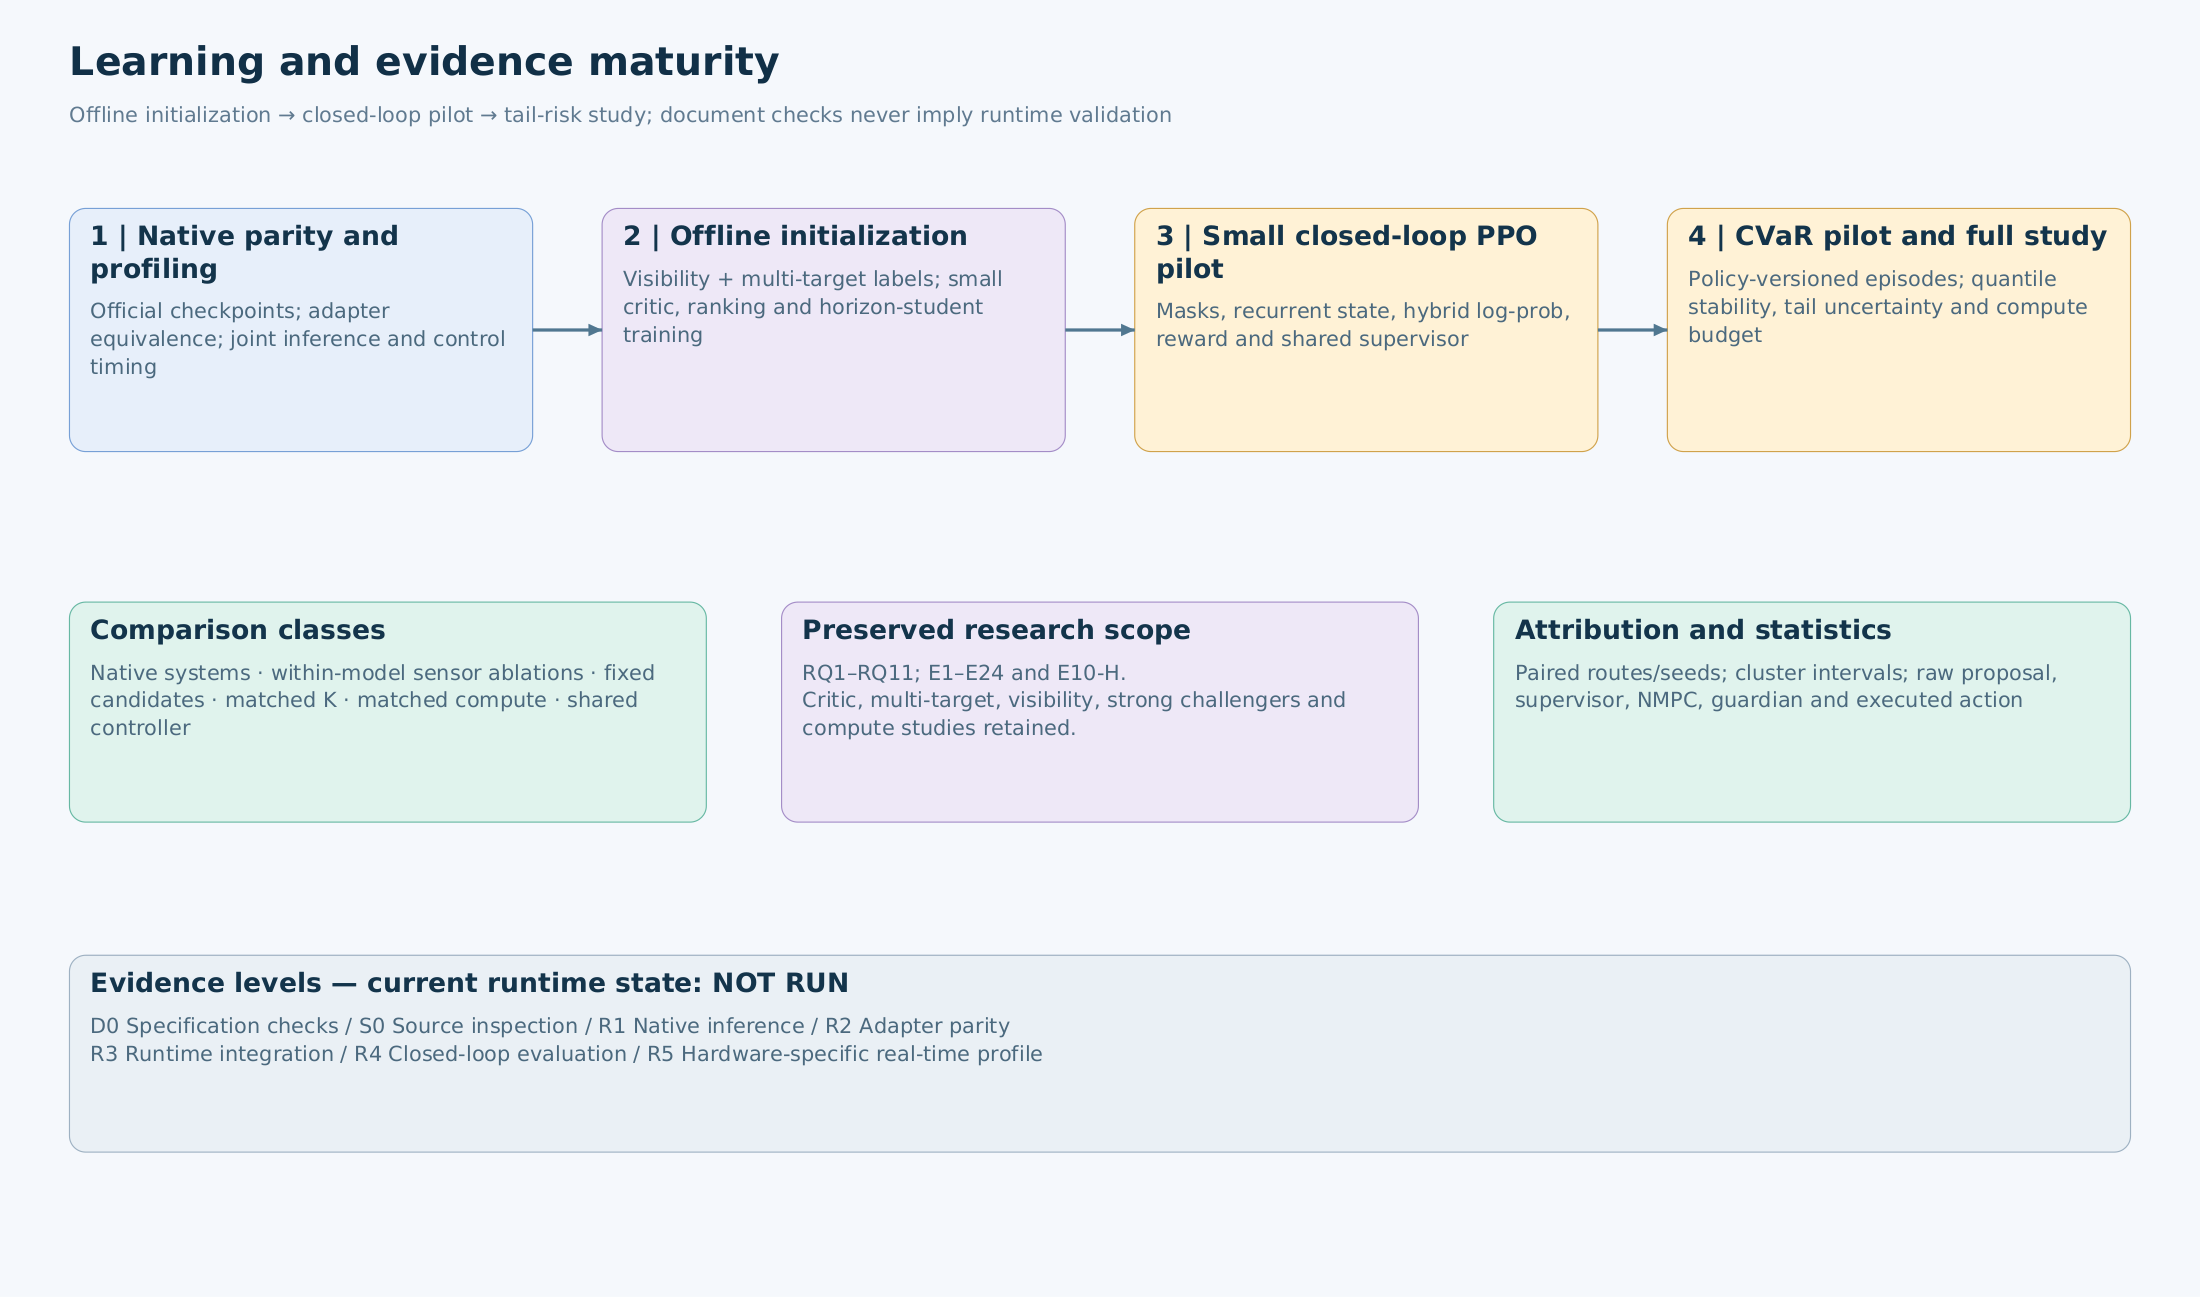 Learning and evidence maturity
Offline initialization → closed-loop pilot → tail-risk study; document checks never imply runtime validation
1 | Native parity and
profiling
Official checkpoints; adapter
equivalence; joint inference and control
timing
2 | Offline initialization
Visibility + multi-target labels; small
critic, ranking and horizon-student
training
3 | Small closed-loop PPO
pilot
Masks, recurrent state, hybrid log-prob,
reward and shared supervisor
4 | CVaR pilot and full study
Policy-versioned episodes; quantile
stability, tail uncertainty and compute
budget
Comparison classes
Native systems · within-model sensor ablations · fixed
candidates · matched K · matched compute · shared
controller
Preserved research scope
RQ1–RQ11; E1–E24 and E10-H.
Critic, multi-target, visibility, strong challengers and
compute studies retained.
Attribution and statistics
Paired routes/seeds; cluster intervals; raw proposal,
supervisor, NMPC, guardian and executed action
Evidence levels — current runtime state: NOT RUN
D0 Specification checks / S0 Source inspection / R1 Native inference / R2 Adapter parity
R3 Runtime integration / R4 Closed-loop evaluation / R5 Hardware-specific real-time profile